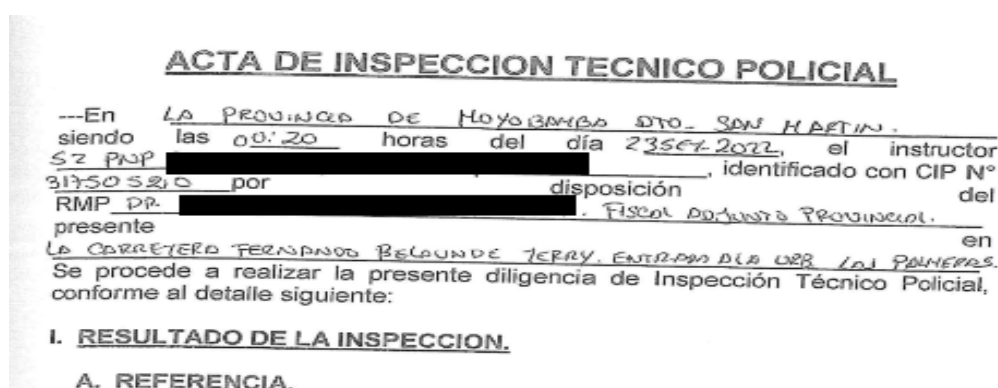 ACTA DE INSPECCION TECNICO POLICIAL
---En LA PROVINCIA DE MOYOBAMBA DTO- SAN MARTIN.
siendo las 00:20 horas del día 23SET2022, el instructor
S2 PNP , identificado con CIP N°
31750520 por disposición del
RMP DR. . FISCAL ADJUNTO PROVINCIAL.
presente en
LA CARRETERA FERNANDO BELAUNDE TERRY. ENTRADA A LA URB LAS PALMERAS.
Se procede a realizar la presente diligencia de Inspección Técnico Policial,
conforme al detalle siguiente:
I. RESULTADO DE LA INSPECCION.
A. REFERENCIA.